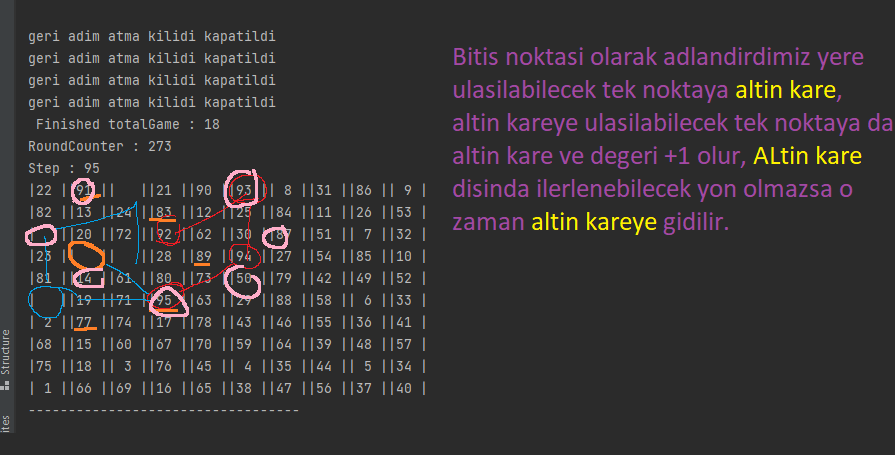 geri adim atma kilidi kapatildi
geri adim atma kilidi kapatildi
geri adim atma kilidi kapatildi
geri adim atma kilidi kapatildi
Finished totalGame : 18
RoundCounter : 273
Step : 95
|22 ||91||   ||21 ||90 ||93 || 8 ||31 ||86 || 9 |
|82 ||13 ||24 ||83 ||12 ||25 ||84 ||11 ||26 ||53 |
|   ||20 ||72 ||92 ||62 ||30 ||87 ||51 || 7 ||32 |
|23 ||   ||   ||28 ||89 ||94 ||27 ||54 ||85 ||10 |
|81 ||14 ||61 ||80 ||73 ||50 ||79 ||42 ||49 ||52 |
|   ||19 ||71 ||95 ||63 ||29 ||88 ||58 || 6 ||33 |
| 2 ||77 ||74 ||17 ||78 ||43 ||46 ||55 ||36 ||41 |
|68 ||15 ||60 ||67 ||70 ||59 ||64 ||39 ||48 ||57 |
|75 ||18 || 3 ||76 ||45 || 4 ||35 ||44 || 5 ||34 |
| 1 ||66 ||69 ||16 ||65 ||38 ||47 ||56 ||37 ||40 |
---------------------------------
Bitis noktasi olarak adlandirdimiz yere
ulasilabilecek tek noktaya altin kare,
altin kareye ulasilabilecek tek noktaya da
altin kare ve degeri +1 olur, ALtin kare
disinda ilerlenebilecek yon olmazsa o
zaman altin kareye gidilir.
Structure
ites